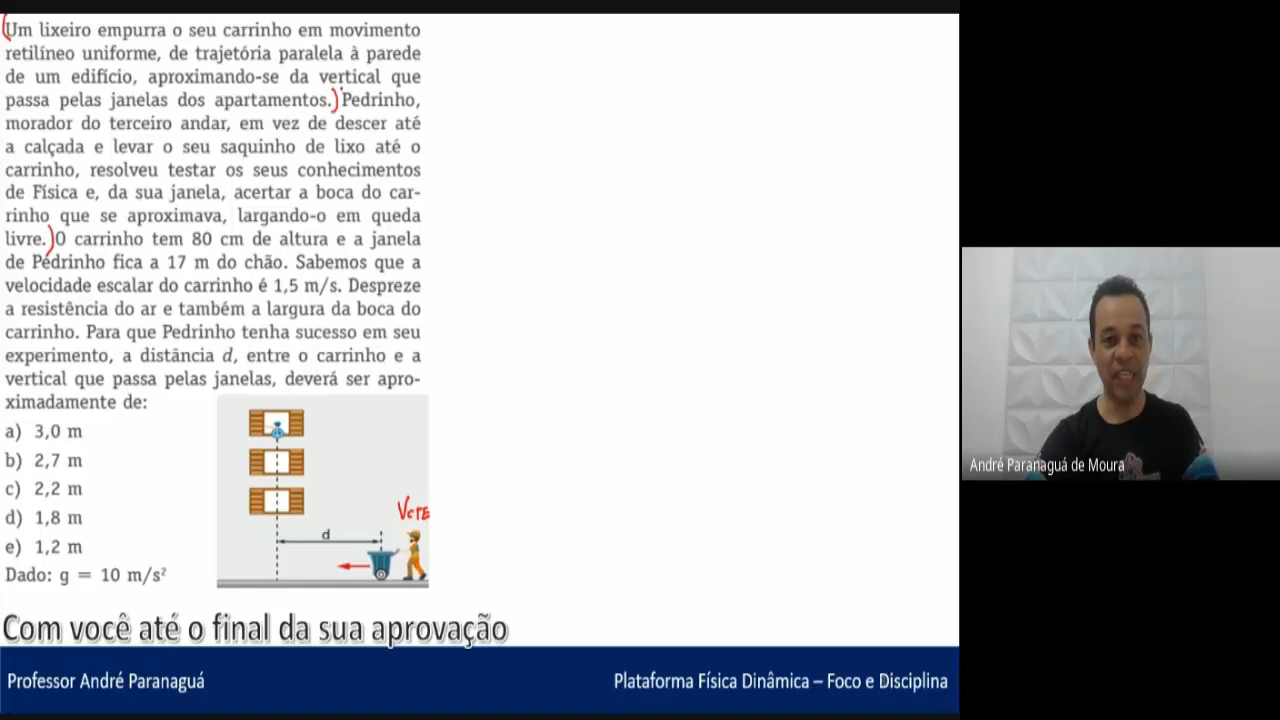 Um lixeiro empurra o seu carrinho em movimento
retilíneo uniforme, de trajetória paralela à parede
de um edifício, aproximando-se da vertical que
passa pelas janelas dos apartamentos. Pedrinho,
morador do terceiro andar, em vez de descer até
a calçada e levar o seu saquinho de lixo até o
carrinho, resolveu testar os seus conhecimentos
de Física e, da sua janela, acertar a boca do car-
rinho que se aproximava, largando-o em queda
livre. O carrinho tem 80 cm de altura e a janela
de Pedrinho fica a 17 m do chão. Sabemos que a
velocidade escalar do carrinho é 1,5 m/s. Despreze
a resistência do ar e também a largura da boca do
carrinho. Para que Pedrinho tenha sucesso em seu
experimento, a distância d, entre o carrinho e a
vertical que passa pelas janelas, deverá ser apro-
ximadamente de:
a) 3,0 m
b) 2,7 m
c) 2,2 m
d) 1,8 m
e) 1,2 m
Dado: g = 10 m/s²
Vcte
d
Com você até o final da sua aprovação
Professor André Paranaguá
Plataforma Física Dinâmica – Foco e Disciplina
André Paranaguá de Moura